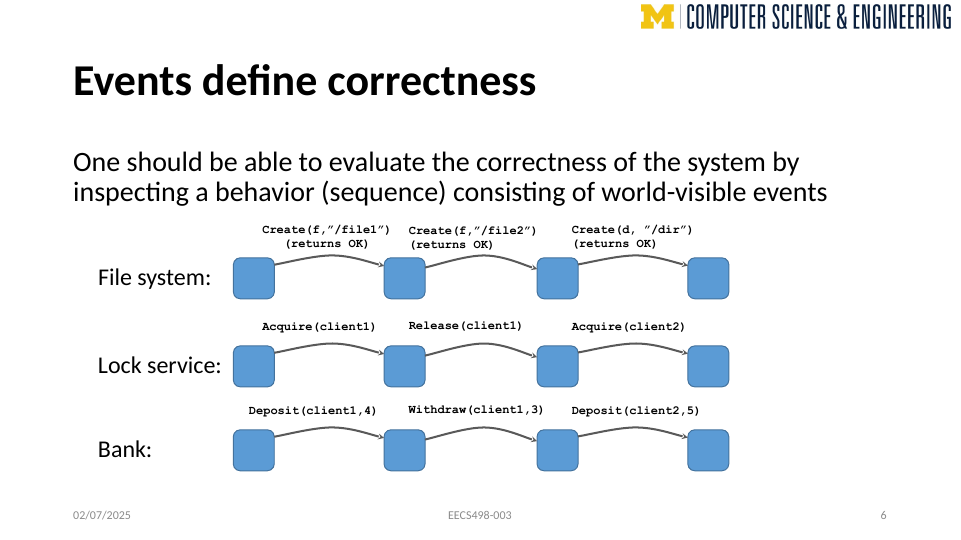 M | COMPUTER SCIENCE & ENGINEERING
Events define correctness
One should be able to evaluate the correctness of the system by
inspecting a behavior (sequence) consisting of world-visible events
Create(f,”/file1”) Create(f,”/file2”) Create(d, ”/dir”)
(returns OK) (returns OK) (returns OK)
File system:
Acquire(client1) Release(client1) Acquire(client2)
Lock service:
Deposit(client1,4) Withdraw(client1,3) Deposit(client2,5)
Bank:
02/07/2025 EECS498-003 6